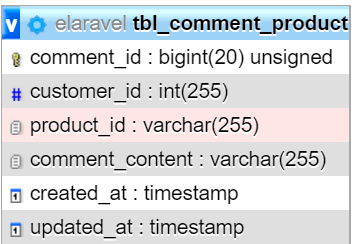 v elaravel tbl_comment_product
comment_id : bigint(20) unsigned
# customer_id : int(255)
product_id : varchar(255)
comment_content : varchar(255)
created_at : timestamp
updated_at : timestamp